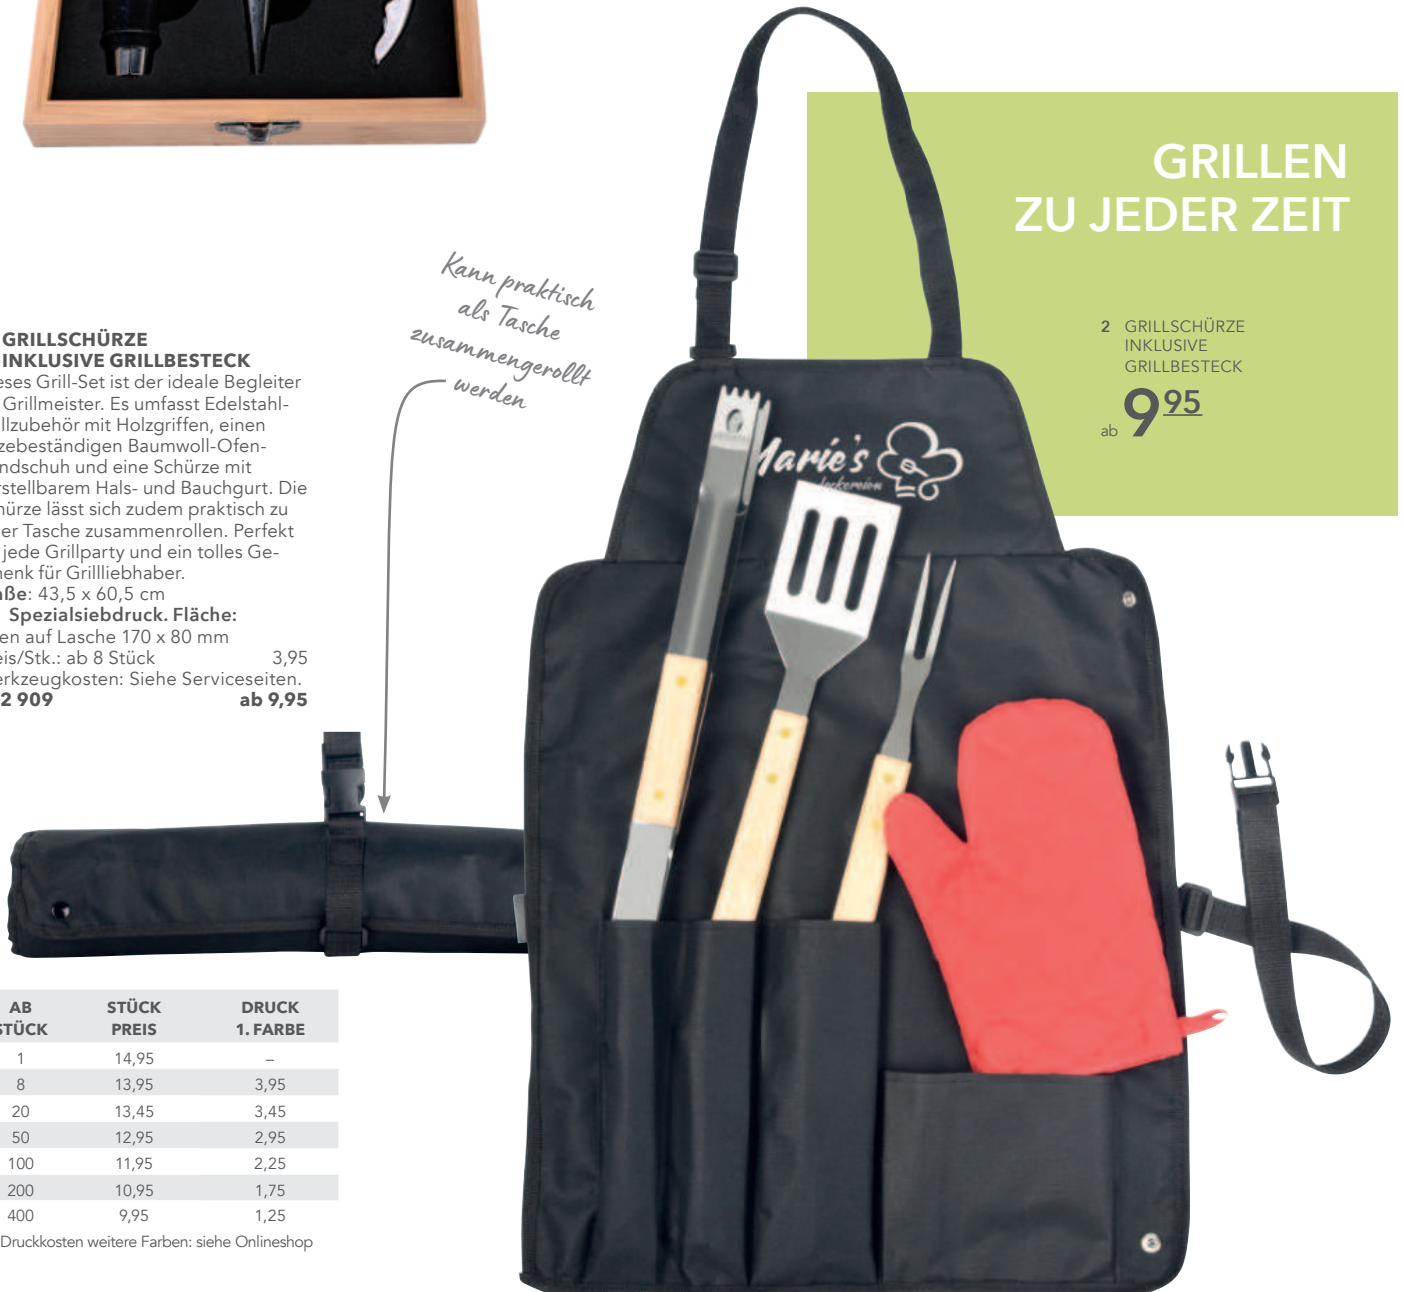 GRILLEN
ZU JEDER ZEIT
2 GRILLSCHÜRZE
INKLUSIVE
GRILLBESTECK
ab 9 95
Kann praktisch
als Tasche
zusammengerollt
werden
GRILLSCHÜRZE
INKLUSIVE GRILLBESTECK
eses Grill-Set ist der ideale Begleiter
Grillmeister. Es umfasst Edelstahl-
llzubehör mit Holzgriffen, einen
zebeständigen Baumwoll-Ofen-
ndschuh und eine Schürze mit
rstellbarem Hals- und Bauchgurt. Die
hürze lässt sich zudem praktisch zu
er Tasche zusammenrollen. Perfekt
jede Grillparty und ein tolles Ge-
henk für Grillliebhaber.
aße: 43,5 x 60,5 cm
Spezialsiebdruck. Fläche:
en auf Lasche 170 x 80 mm
eis/Stk.: ab 8 Stück 3,95
erkzeugkosten: Siehe Serviceseiten.
2 909 ab 9,95
Marie's
leckereien
AB STÜCK DRUCK
STÜCK PREIS 1. FARBE
1 14,95 –
8 13,95 3,95
20 13,45 3,45
50 12,95 2,95
100 11,95 2,25
200 10,95 1,75
400 9,95 1,25
Druckkosten weitere Farben: siehe Onlineshop